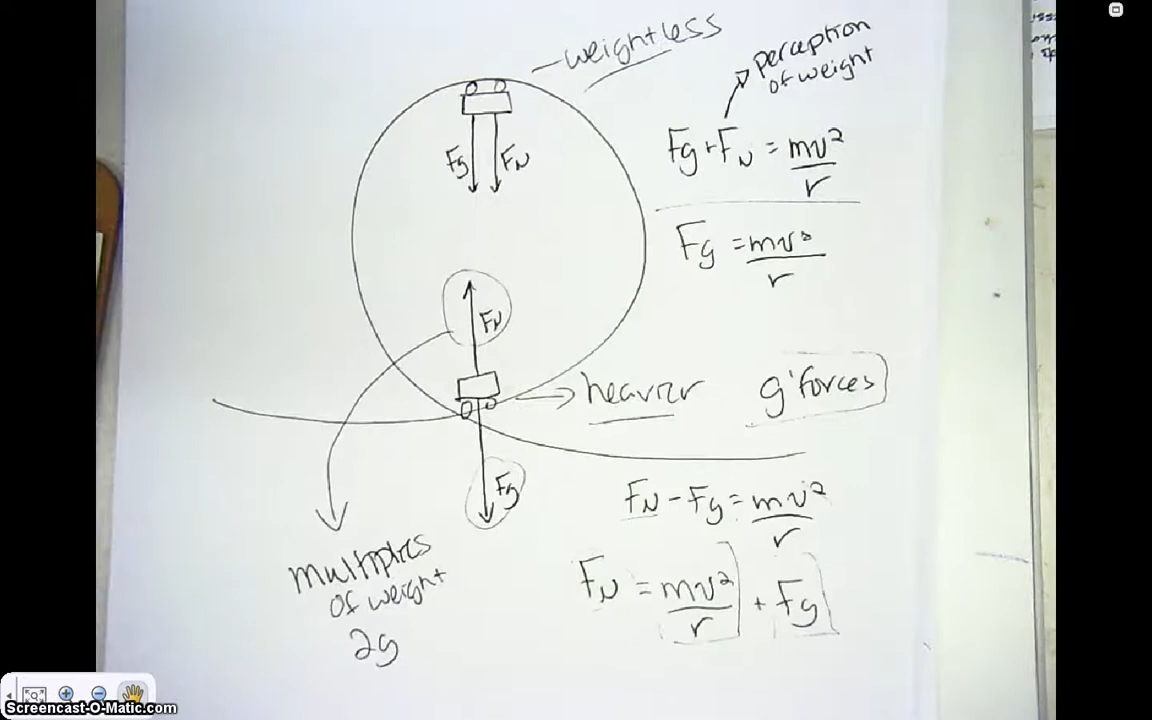 weightless
perception
of weight
Fg FN
Fg + FN = mv²/r
Fg = mv²/r
FN
heavier g'forces
Fg
FN - Fg = mv²/r
FN = mv²/r + Fg
multiples
of weight
2g
SCREENCAST-O-MATIC.com